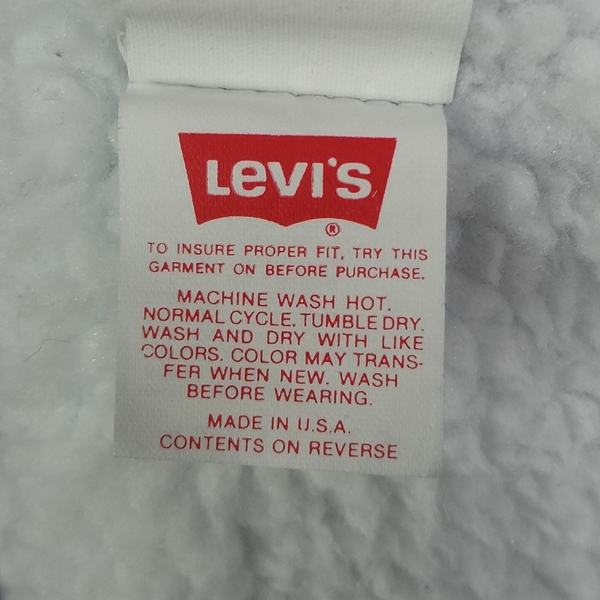 LEVI'S
®
TO INSURE PROPER FIT, TRY THIS
GARMENT ON BEFORE PURCHASE.
MACHINE WASH HOT.
NORMAL CYCLE. TUMBLE DRY.
WASH AND DRY WITH LIKE
COLORS. COLOR MAY TRANS-
FER WHEN NEW. WASH
BEFORE WEARING.
MADE IN U.S.A.
CONTENTS ON REVERSE